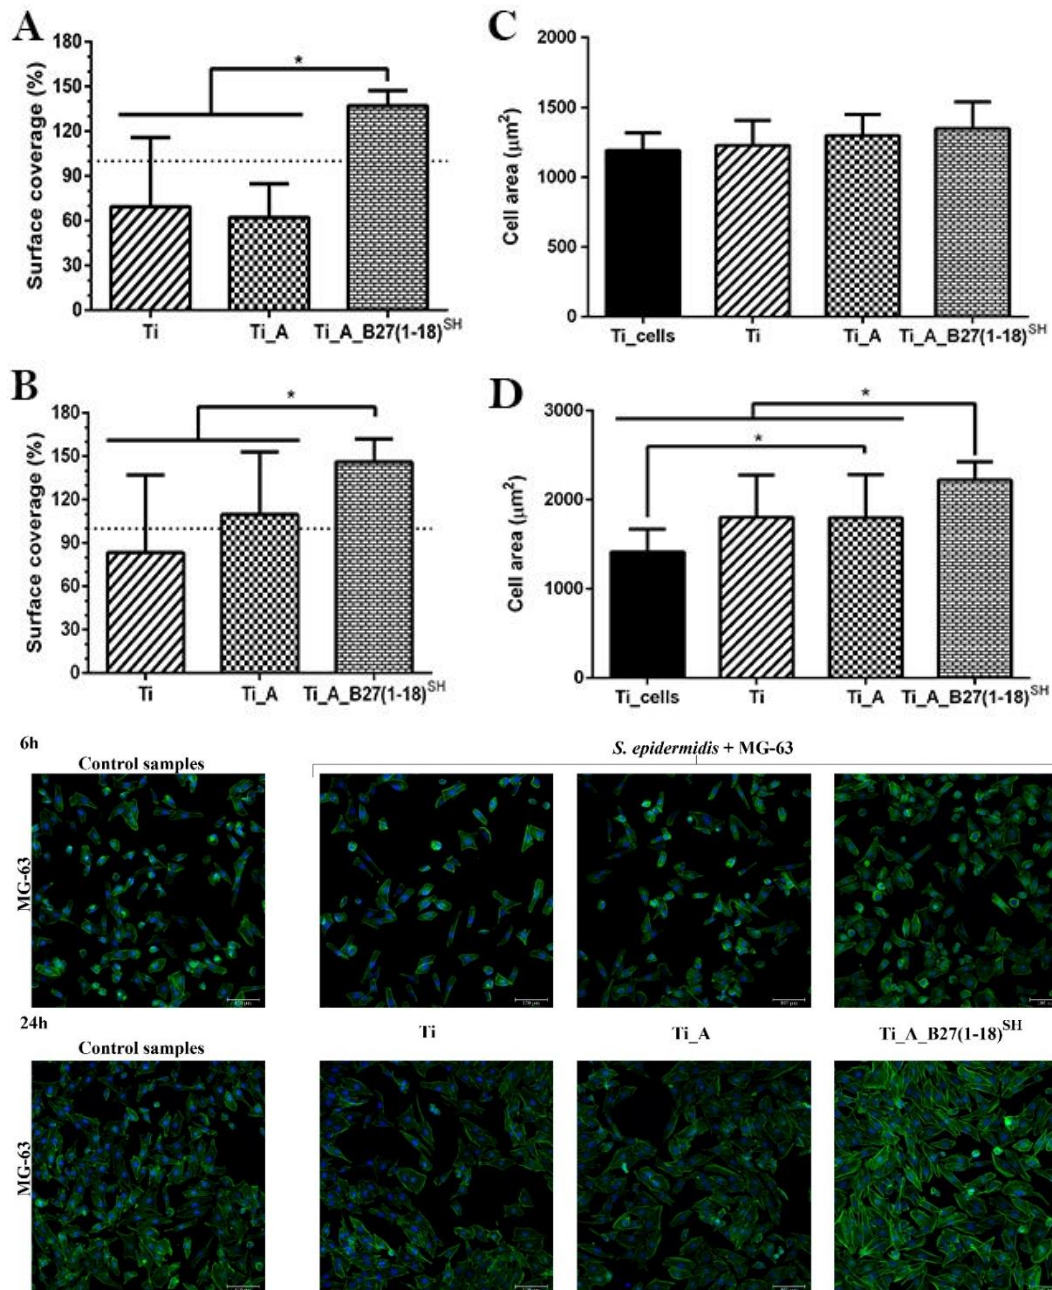 A
Surface coverage (%)
180
150
120
90
60
30
0
*
Ti
Ti_A
Ti_A_B27(1-18)SH
C
Cell area (µm2)
2000
1500
1000
500
0
Ti_cells
Ti
Ti_A
Ti_A_B27(1-18)SH
B
Surface coverage (%)
180
150
120
90
60
30
0
*
Ti
Ti_A
Ti_A_B27(1-18)SH
D
Cell area (µm2)
3000
2000
1000
0
*
*
Ti_cells
Ti
Ti_A
Ti_A_B27(1-18)SH
6h
Control samples
S. epidermidis + MG-63
MG-63
24h
Control samples
Ti
Ti_A
Ti_A_B27(1-18)SH
MG-63